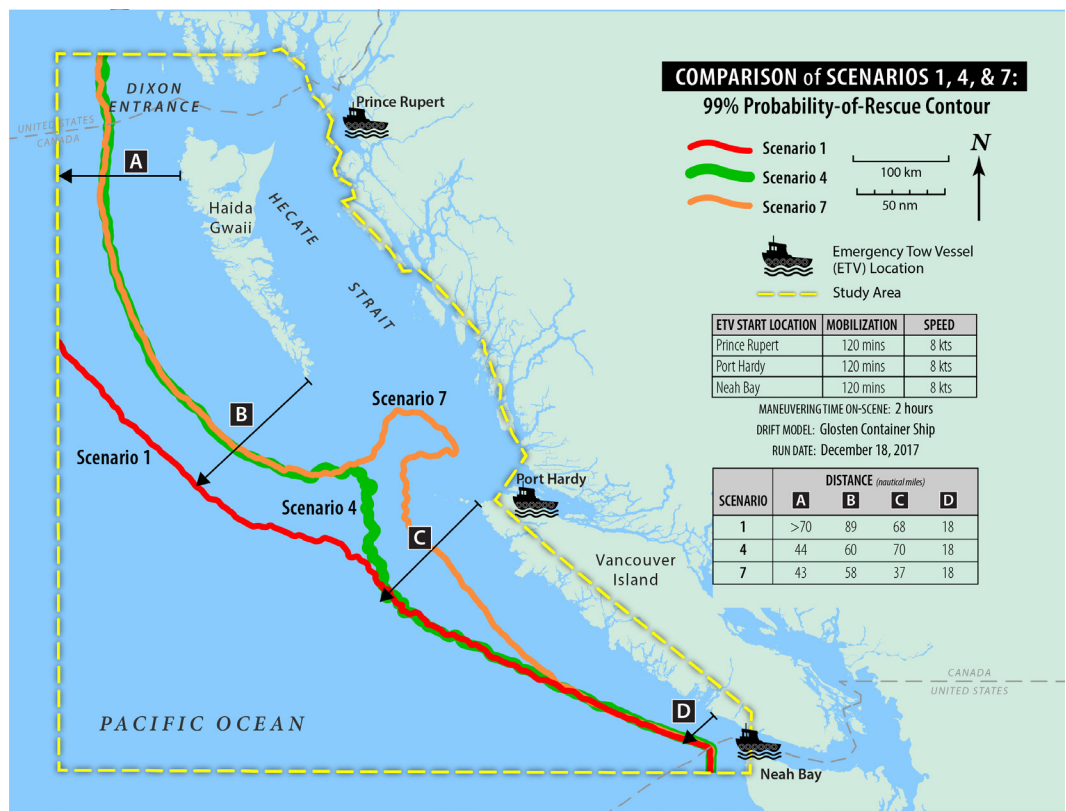 COMPARISON of SCENARIOS 1, 4, & 7:
99% Probability-of-Rescue Contour
Scenario 1
Scenario 4
Scenario 7
100 km
50 nm
N
Emergency Tow Vessel
(ETV) Location
Study Area
ETV START LOCATION MOBILIZATION SPEED
Prince Rupert 120 mins 8 kts
Port Hardy 120 mins 8 kts
Neah Bay 120 mins 8 kts
MANEUVERING TIME ON-SCENE: 2 hours
DRIFT MODEL: Glosten Container Ship
RUN DATE: December 18, 2017
DISTANCE (nautical miles)
SCENARIO A B C D
1 >70 89 68 18
4 44 60 70 18
7 43 58 37 18
DIXON
ENTRANCE
UNITED STATES
CANADA
Prince Rupert
A
Haida
Gwaii
HECATE
STRAIT
B
Scenario 7
Scenario 1
Scenario 4
Port Hardy
C
Vancouver
Island
D
PACIFIC OCEAN
Neah Bay
CANADA
UNITED STATES